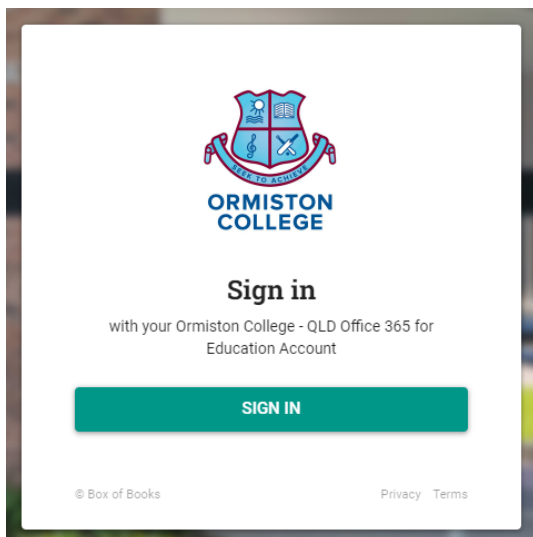 SEEK TO ACHIEVE
ORMISTON
COLLEGE
Sign in
with your Ormiston College - QLD Office 365 for
Education Account
SIGN IN
© Box of Books Privacy Terms